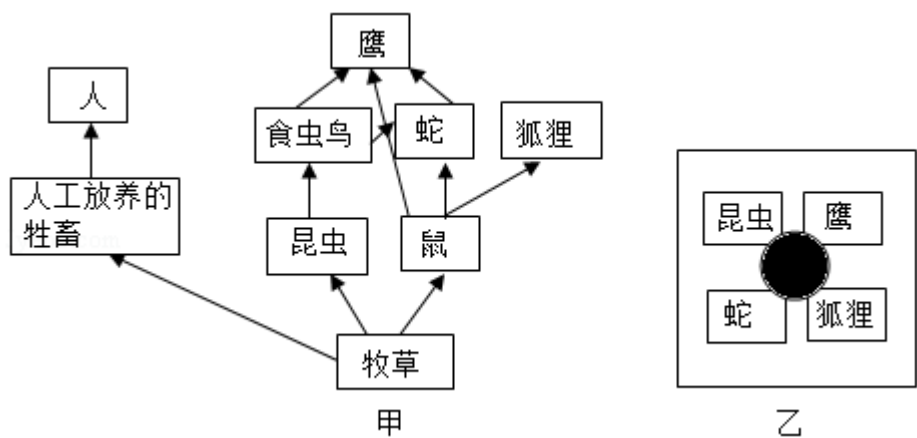 鹰
人
食虫鸟
蛇
狐狸
人工放养的
牲畜
昆虫
鼠
牧草
甲
昆虫
鹰
蛇
狐狸
乙